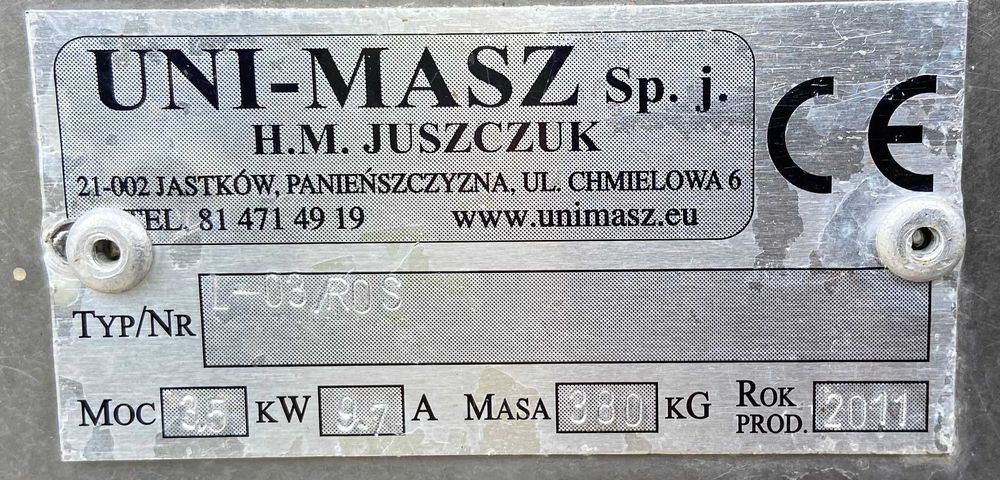 UNI-MASZ Sp. j.
H.M. JUSZCZUK
21-002 JASTKÓW, PANIEŃSZCZYZNA, UL. CHMIELOWA 6
TEL. 81 471 49 19 www.unimasz.eu
CE
TYP/NR L-03/ROS
MOC 3.5 KW 9.7 A MASA 380 KG ROK PROD. 2011